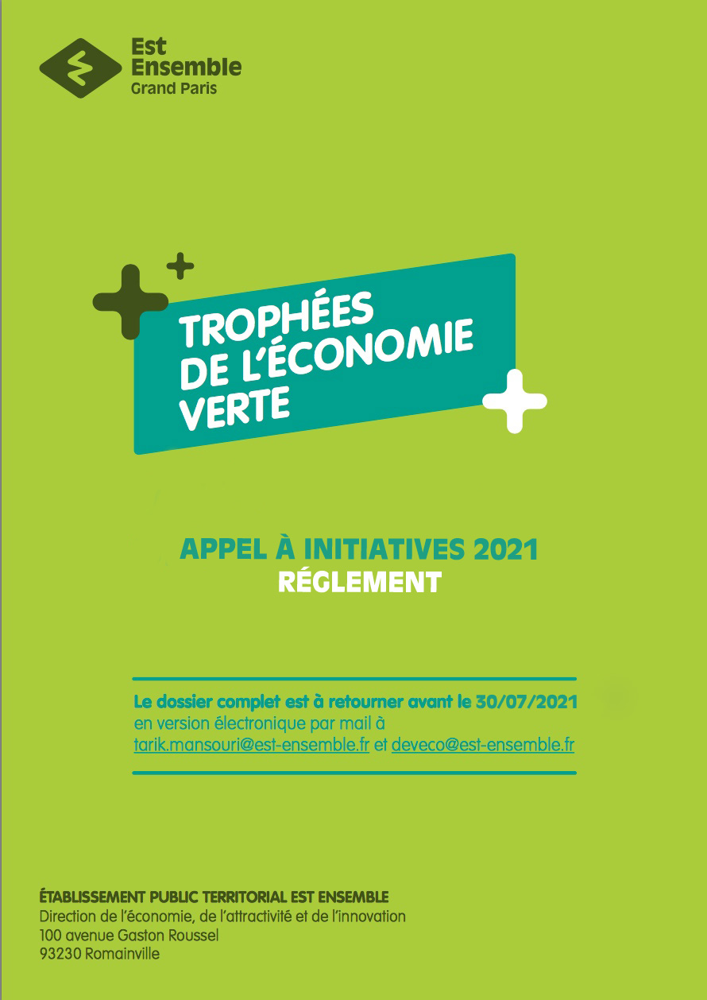 Est
Ensemble
Grand Paris
TROPHÉES
DE L'ÉCONOMIE
VERTE
APPEL À INITIATIVES 2021
RÉGLEMENT
Le dossier complet est à retourner avant le 30/07/2021
en version électronique par mail à
tarik.mansouri@est-ensemble.fr et deveco@est-ensemble.fr
ÉTABLISSEMENT PUBLIC TERRITORIAL EST ENSEMBLE
Direction de l'économie, de l'attractivité et de l'innovation
100 avenue Gaston Roussel
93230 Romainville